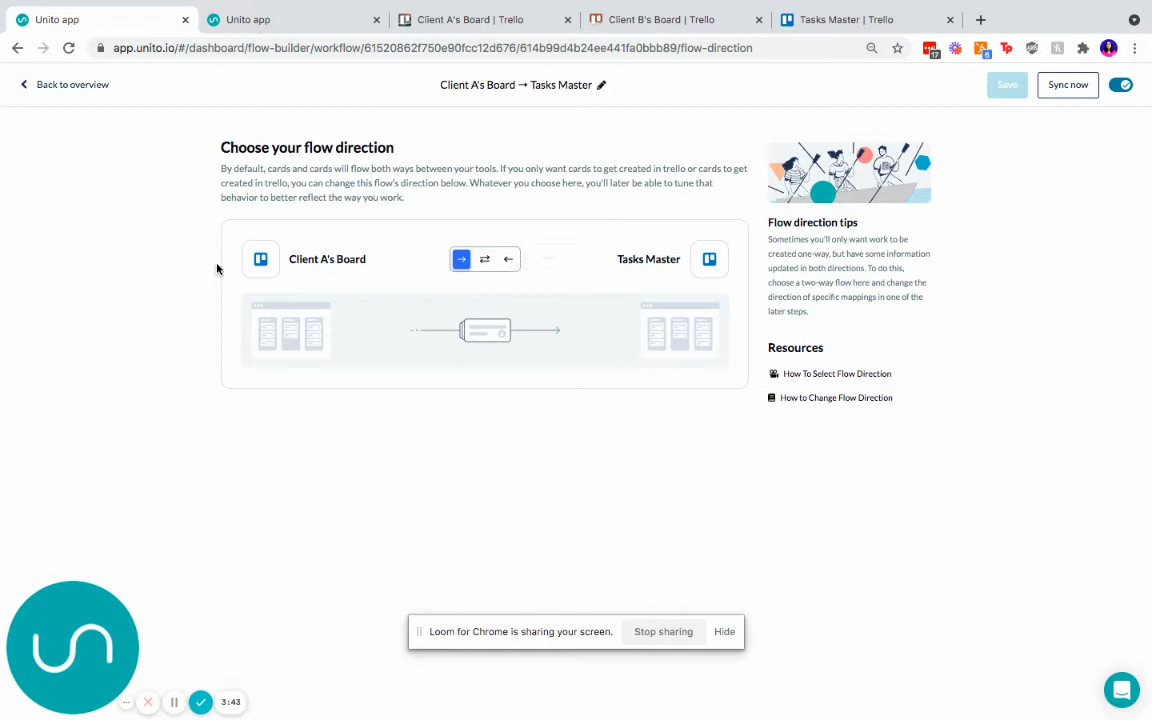 Unito app
Unito app
Client A's Board | Trello
Client B's Board | Trello
Tasks Master | Trello
app.unito.io/#/dashboard/flow-builder/workflow/61520862f750e90fcc12d676/614b99d4b24ee441fa0bbb89/flow-direction
17
6
Tp
Back to overview
Client A's Board → Tasks Master
Save
Sync now
Choose your flow direction
By default, cards and cards will flow both ways between your tools. If you only want cards to get created in trello or cards to get
created in trello, you can change this flow's direction below. Whatever you choose here, you'll later be able to tune that
behavior to better reflect the way you work.
Client A's Board
Tasks Master
Flow direction tips
Sometimes you'll only want work to be
created one-way, but have some information
updated in both directions. To do this,
choose a two-way flow here and change the
direction of specific mappings in one of the
later steps.
Resources
How To Select Flow Direction
How to Change Flow Direction
Loom for Chrome is sharing your screen.
Stop sharing
Hide
3:43